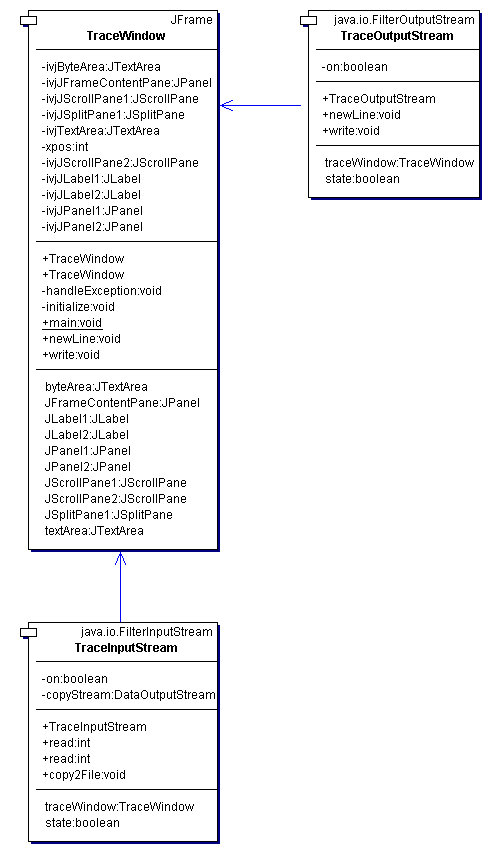 JFrame
TraceWindow
-ivjByteArea:JTextArea
-ivjJFrameContentPane:JPanel
-ivjJScrollPane1:JScrollPane
-ivjJSplitPane1:JSplitPane
-ivjTextArea:JTextArea
-xpos:int
-ivjJScrollPane2:JScrollPane
-ivjJLabel1:JLabel
-ivjJLabel2:JLabel
-ivjJPanel1:JPanel
-ivjJPanel2:JPanel
+TraceWindow
+TraceWindow
-handleException:void
-initialize:void
+main:void
+newLine:void
+write:void
byteArea:JTextArea
JFrameContentPane:JPanel
JLabel1:JLabel
JLabel2:JLabel
JPanel1:JPanel
JPanel2:JPanel
JScrollPane1:JScrollPane
JScrollPane2:JScrollPane
JSplitPane1:JSplitPane
textArea:JTextArea
java.io.FilterOutputStream
TraceOutputStream
-on:boolean
+TraceOutputStream
+newLine:void
+write:void
traceWindow:TraceWindow
state:boolean
java.io.FilterInputStream
TraceInputStream
-on:boolean
-copyStream:DataOutputStream
+TraceInputStream
+read:int
+read:int
+copy2File:void
traceWindow:TraceWindow
state:boolean